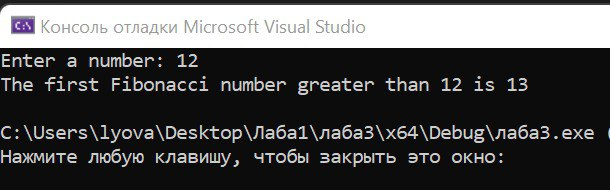 Консоль отладки Microsoft Visual Studio
Enter a number: 12
The first Fibonacci number greater than 12 is 13
C:\Users\lyova\Desktop\Лаба1\лаба3\x64\Debug\лаба3.exe (
Нажмите любую клавишу, чтобы закрыть это окно: